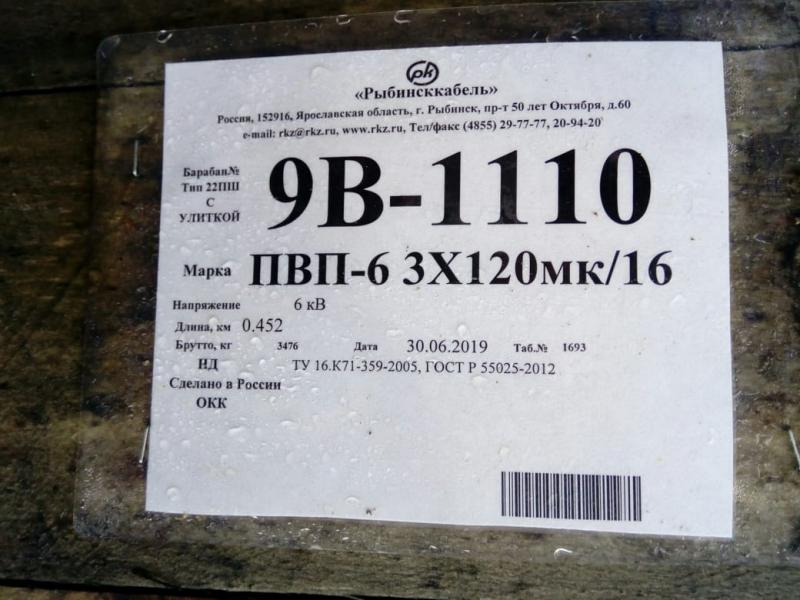 рк
«Рыбинсккабель»
Россия, 152916, Ярославская область, г. Рыбинск, пр-т 50 лет Октября, д.60
e-mail: rkz@rkz.ru, www.rkz.ru, Тел/факс (4855) 29-77-77, 20-94-20
Барабан№
Тип 22ПШ
С
УЛИТКОЙ
9В-1110
Марка ПВП-6 3Х120мк/16
Напряжение 6 кВ
Длина, км 0.452
Брутто, кг 3476 Дата 30.06.2019 Таб.№ 1693
НД ТУ 16.К71-359-2005, ГОСТ Р 55025-2012
Сделано в России
ОКК